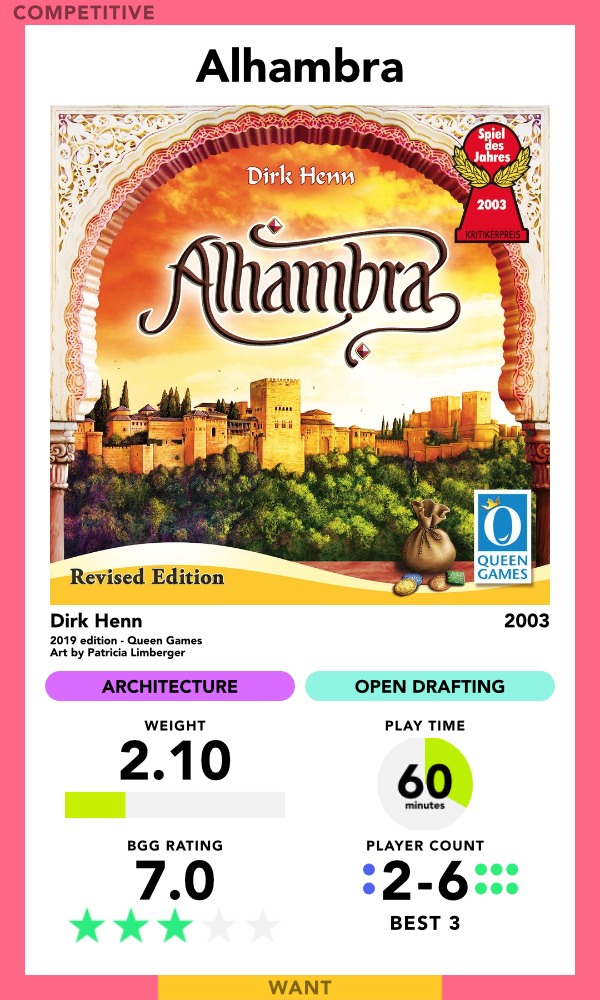 COMPETITIVE
Alhambra
Spiel
des
Jahres
Dirk Henn
2003
KRITIKERPREIS
Alhambra
QUEEN
GAMES
Revised Edition
Dirk Henn
2003
2019 edition - Queen Games
Art by Patricia Limberger
ARCHITECTURE
OPEN DRAFTING
WEIGHT
2.10
PLAY TIME
60
minutes
BGG RATING
7.0
PLAYER COUNT
2-6
BEST 3
WANT